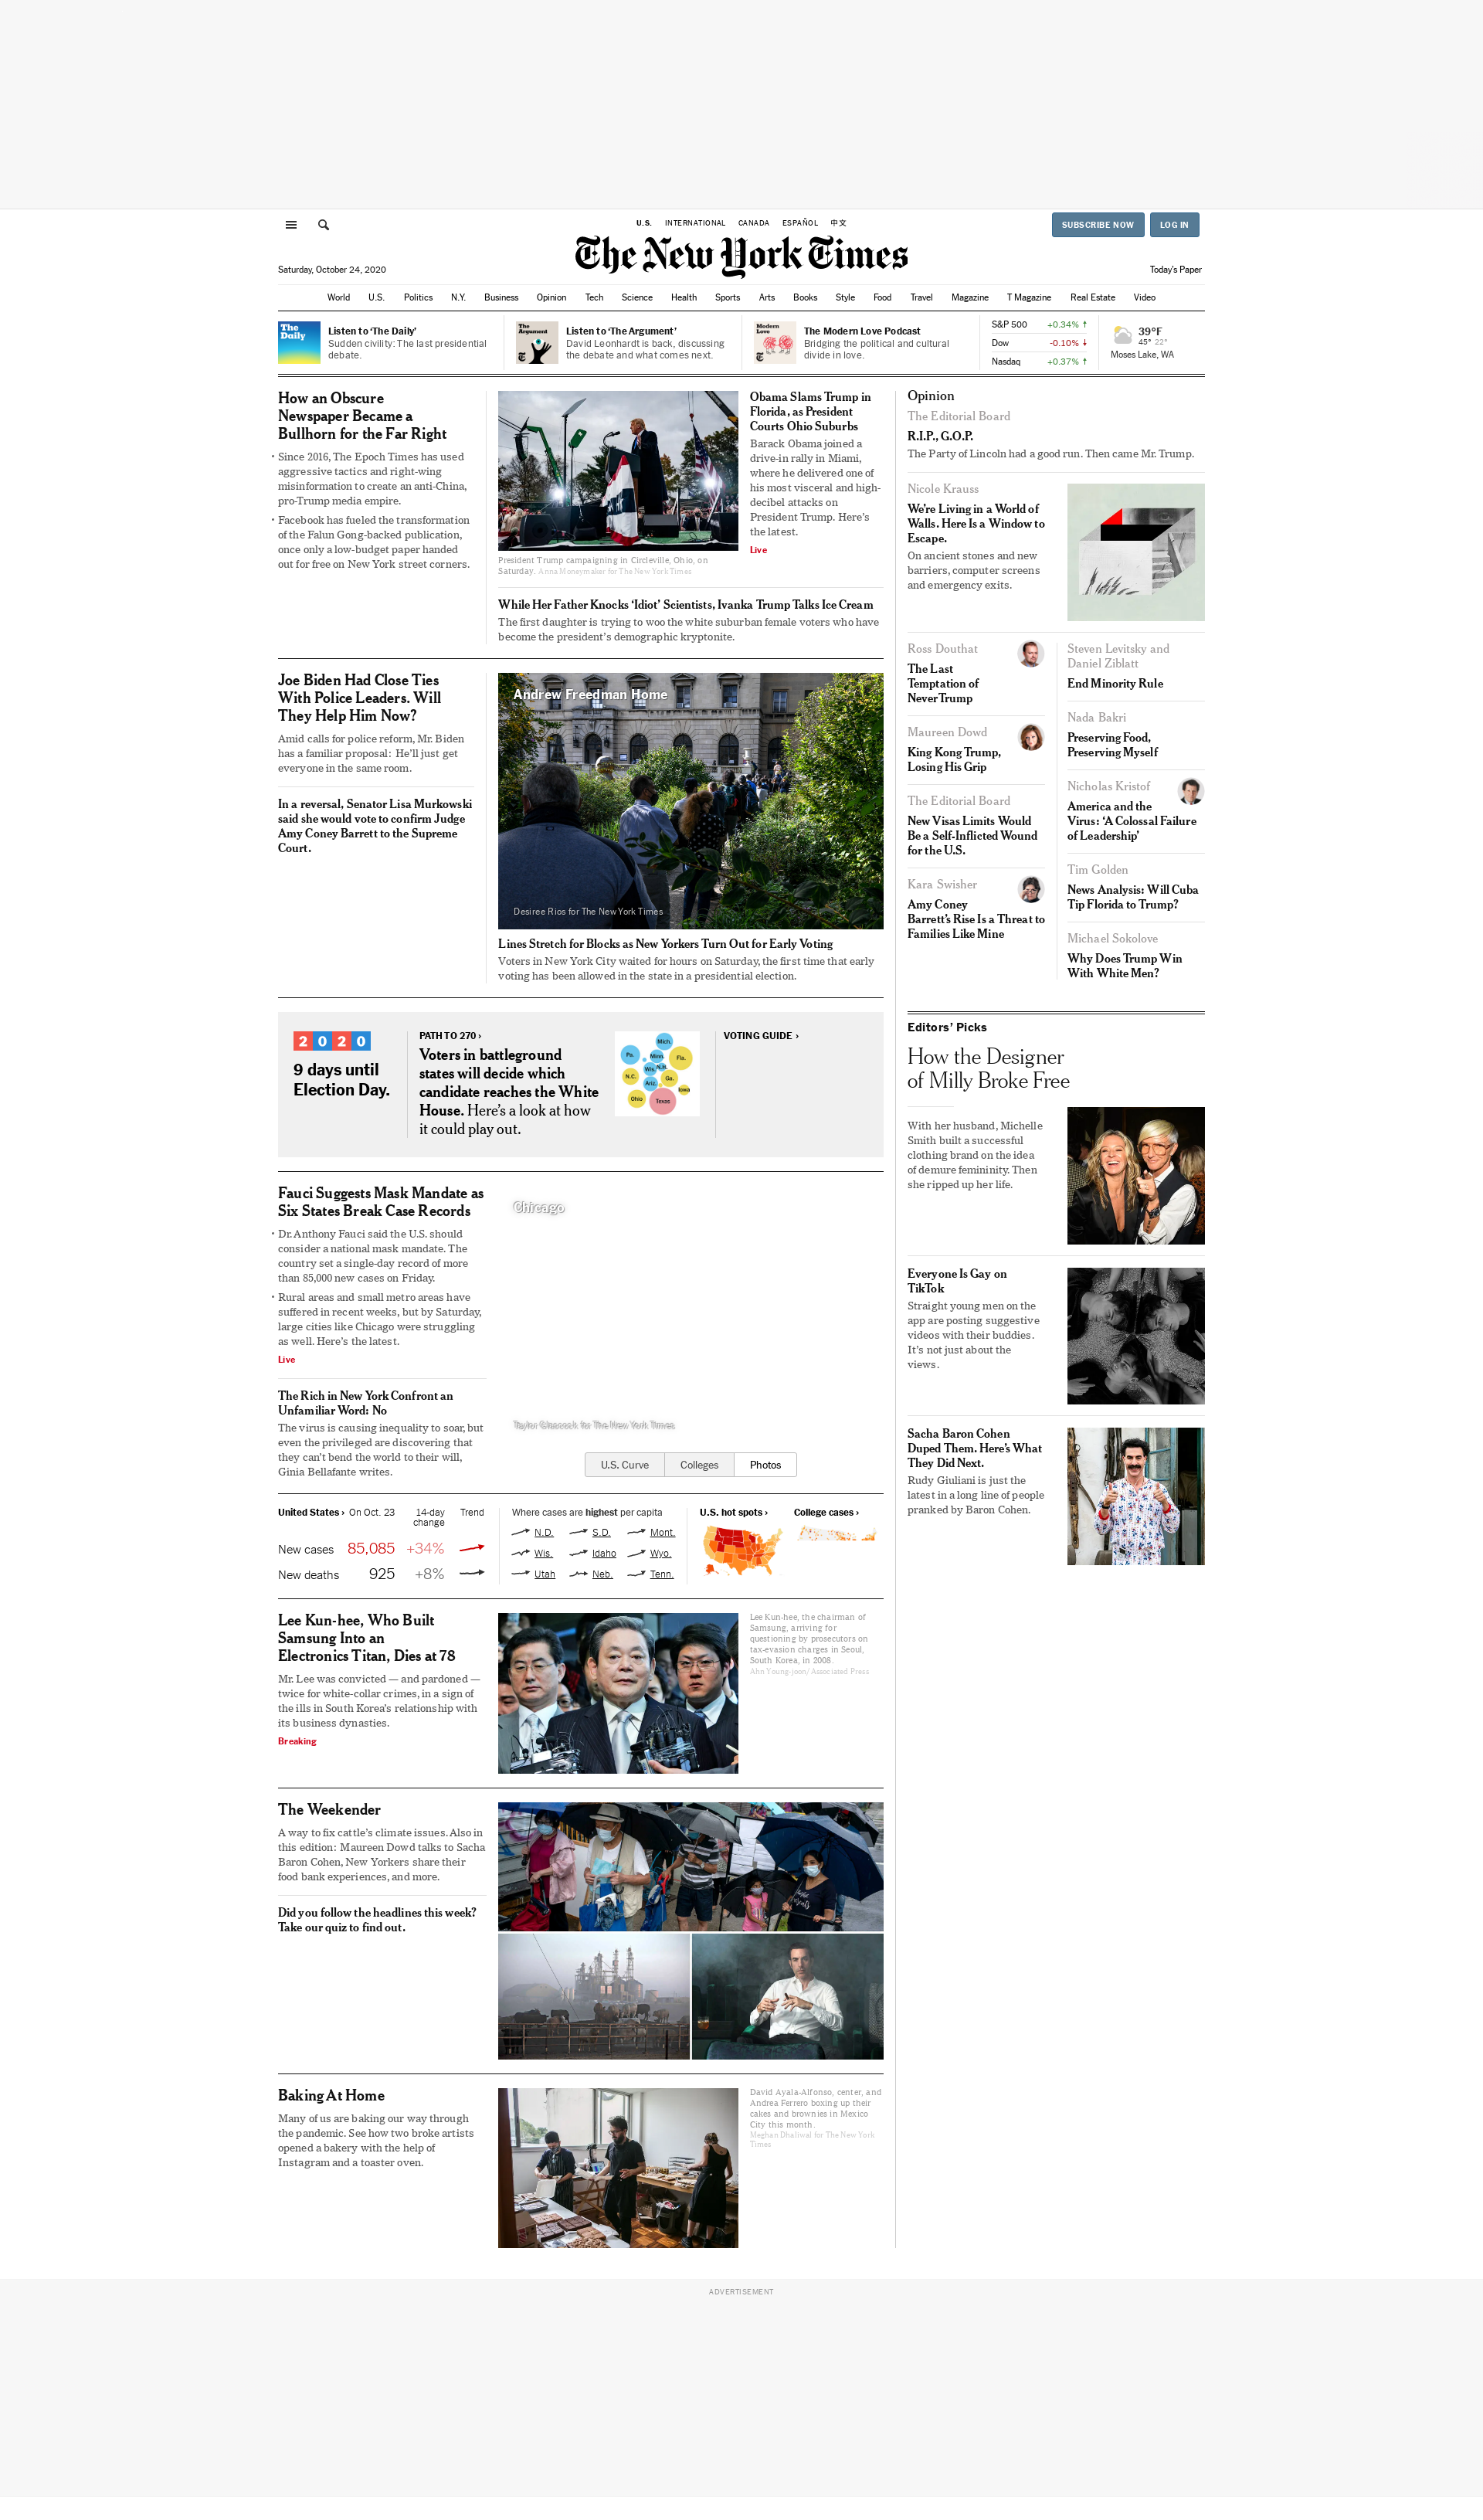 U.S. INTERNATIONAL CANADA ESPAÑOL 中文
SUBSCRIBE NOW LOG IN
The New York Times
Saturday, October 24, 2020
Today's Paper
World U.S. Politics N.Y. Business Opinion Tech Science Health Sports Arts Books Style Food Travel Magazine T Magazine Real Estate Video
The
Daily
Listen to ‘The Daily’
Sudden civility: The last presidential
debate.
The
Argument
Listen to ‘The Argument’
David Leonhardt is back, discussing
the debate and what comes next.
Modern
Love
The Modern Love Podcast
Bridging the political and cultural
divide in love.
S&P 500 +0.34%
Dow -0.10%
Nasdaq +0.37%
39°F
45° 22°
Moses Lake, WA
How an Obscure
Newspaper Became a
Bullhorn for the Far Right
• Since 2016, The Epoch Times has used
aggressive tactics and right-wing
misinformation to create an anti-China,
pro-Trump media empire.
• Facebook has fueled the transformation
of the Falun Gong-backed publication,
once only a low-budget paper handed
out for free on New York street corners.
President Trump campaigning in Circleville, Ohio, on
Saturday. Anna Moneymaker for The New York Times
Obama Slams Trump in
Florida, as President
Courts Ohio Suburbs
Barack Obama joined a
drive-in rally in Miami,
where he delivered one of
his most visceral and high-
decibel attacks on
President Trump. Here’s
the latest.
Live
While Her Father Knocks ‘Idiot’ Scientists, Ivanka Trump Talks Ice Cream
The first daughter is trying to woo the white suburban female voters who have
become the president’s demographic kryptonite.
Joe Biden Had Close Ties
With Police Leaders. Will
They Help Him Now?
Amid calls for police reform, Mr. Biden
has a familiar proposal: He’ll just get
everyone in the same room.
In a reversal, Senator Lisa Murkowski
said she would vote to confirm Judge
Amy Coney Barrett to the Supreme
Court.
Andrew Freedman Home
Desiree Rios for The New York Times
Lines Stretch for Blocks as New Yorkers Turn Out for Early Voting
Voters in New York City waited for hours on Saturday, the first time that early
voting has been allowed in the state in a presidential election.
2020
9 days until
Election Day.
PATH TO 270 ›
Voters in battleground
states will decide which
candidate reaches the White
House. Here’s a look at how
it could play out.
Mich.
Pa.
Minn.
Fla.
Wis.
N.H.
N.C.
Ariz.
Ga.
Iowa
Ohio
Texas
VOTING GUIDE ›
Fauci Suggests Mask Mandate as
Six States Break Case Records
• Dr. Anthony Fauci said the U.S. should
consider a national mask mandate. The
country set a single-day record of more
than 85,000 new cases on Friday.
• Rural areas and small metro areas have
suffered in recent weeks, but by Saturday,
large cities like Chicago were struggling
as well. Here’s the latest.
Live
The Rich in New York Confront an
Unfamiliar Word: No
The virus is causing inequality to soar, but
even the privileged are discovering that
they can’t bend the world to their will,
Ginia Bellafante writes.
Chicago
Taylor Glascock for The New York Times
U.S. Curve Colleges Photos
United States › On Oct. 23 14-day Trend
change
New cases 85,085 +34%
New deaths 925 +8%
Where cases are highest per capita
N.D. S.D. Mont.
Wis. Idaho Wyo.
Utah Neb. Tenn.
U.S. hot spots ›
College cases ›
Lee Kun-hee, Who Built
Samsung Into an
Electronics Titan, Dies at 78
Mr. Lee was convicted — and pardoned —
twice for white-collar crimes, in a sign of
the ills in South Korea’s relationship with
its business dynasties.
Breaking
Lee Kun-hee, the chairman of
Samsung, arriving for
questioning by prosecutors on
tax-evasion charges in Seoul,
South Korea, in 2008.
Ahn Young-joon/Associated Press
The Weekender
A way to fix cattle’s climate issues. Also in
this edition: Maureen Dowd talks to Sacha
Baron Cohen, New Yorkers share their
food bank experiences, and more.
Did you follow the headlines this week?
Take our quiz to find out.
Baking At Home
Many of us are baking our way through
the pandemic. See how two broke artists
opened a bakery with the help of
Instagram and a toaster oven.
David Ayala-Alfonso, center, and
Andrea Ferrero boxing up their
cakes and brownies in Mexico
City this month.
Meghan Dhaliwal for The New York
Times
Opinion
The Editorial Board
R.I.P., G.O.P.
The Party of Lincoln had a good run. Then came Mr. Trump.
Nicole Krauss
We’re Living in a World of
Walls. Here Is a Window to
Escape.
On ancient stones and new
barriers, computer screens
and emergency exits.
Ross Douthat
The Last
Temptation of
NeverTrump
Maureen Dowd
King Kong Trump,
Losing His Grip
The Editorial Board
New Visas Limits Would
Be a Self-Inflicted Wound
for the U.S.
Kara Swisher
Amy Coney
Barrett’s Rise Is a Threat to
Families Like Mine
Steven Levitsky and
Daniel Ziblatt
End Minority Rule
Nada Bakri
Preserving Food,
Preserving Myself
Nicholas Kristof
America and the
Virus: ‘A Colossal Failure
of Leadership’
Tim Golden
News Analysis: Will Cuba
Tip Florida to Trump?
Michael Sokolove
Why Does Trump Win
With White Men?
Editors’ Picks
How the Designer
of Milly Broke Free
With her husband, Michelle
Smith built a successful
clothing brand on the idea
of demure femininity. Then
she ripped up her life.
Everyone Is Gay on
TikTok
Straight young men on the
app are posting suggestive
videos with their buddies.
It’s not just about the
views.
Sacha Baron Cohen
Duped Them. Here’s What
They Did Next.
Rudy Giuliani is just the
latest in a long line of people
pranked by Baron Cohen.
ADVERTISEMENT